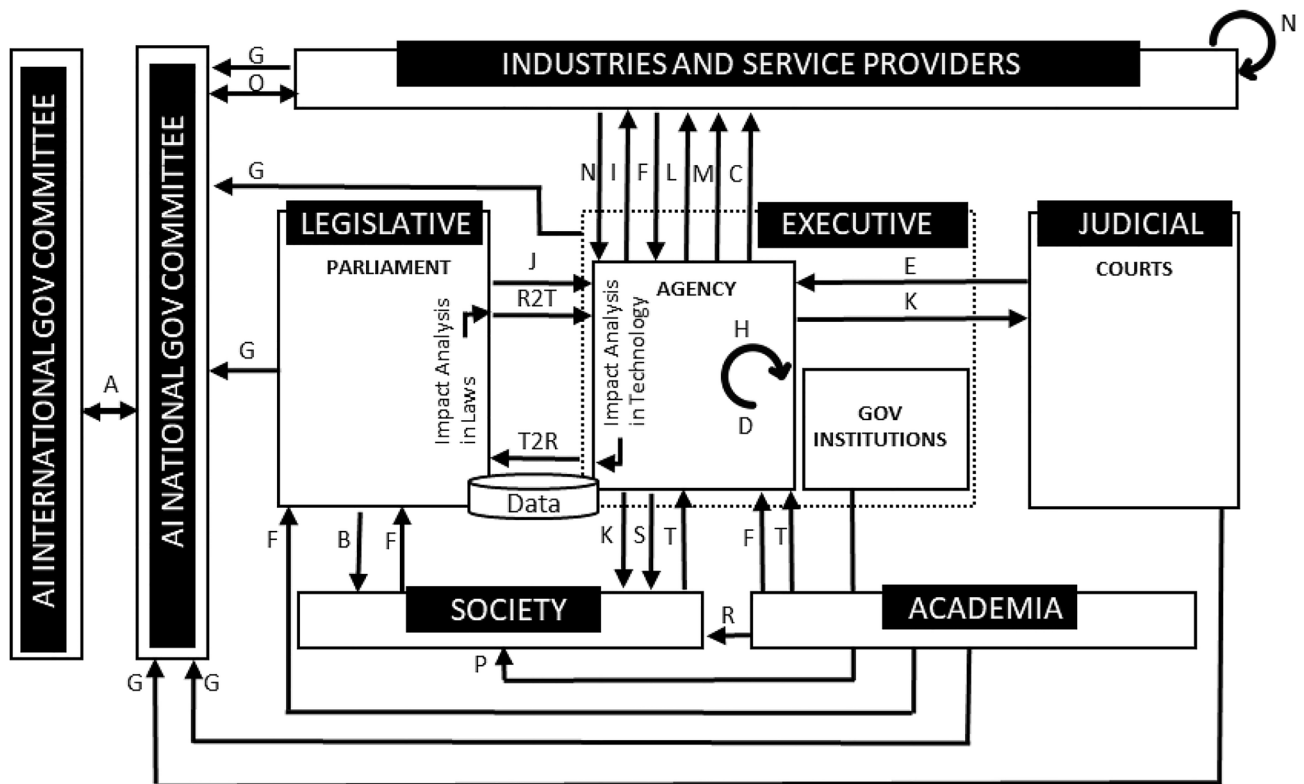 AI INTERNATIONAL GOV COMMITTEE
AI NATIONAL GOV COMMITTEE
INDUSTRIES AND SERVICE PROVIDERS
N
G
O
G
N
I
F
L
M
C
LEGISLATIVE
PARLIAMENT
EXECUTIVE
JUDICIAL
COURTS
J
R2T
AGENCY
E
K
Impact Analysis
in Laws
Impact Analysis
in Technology
H
D
G
A
GOV
INSTITUTIONS
T2R
Data
F
B
F
K
S
T
F
T
SOCIETY
ACADEMIA
R
P
G
G